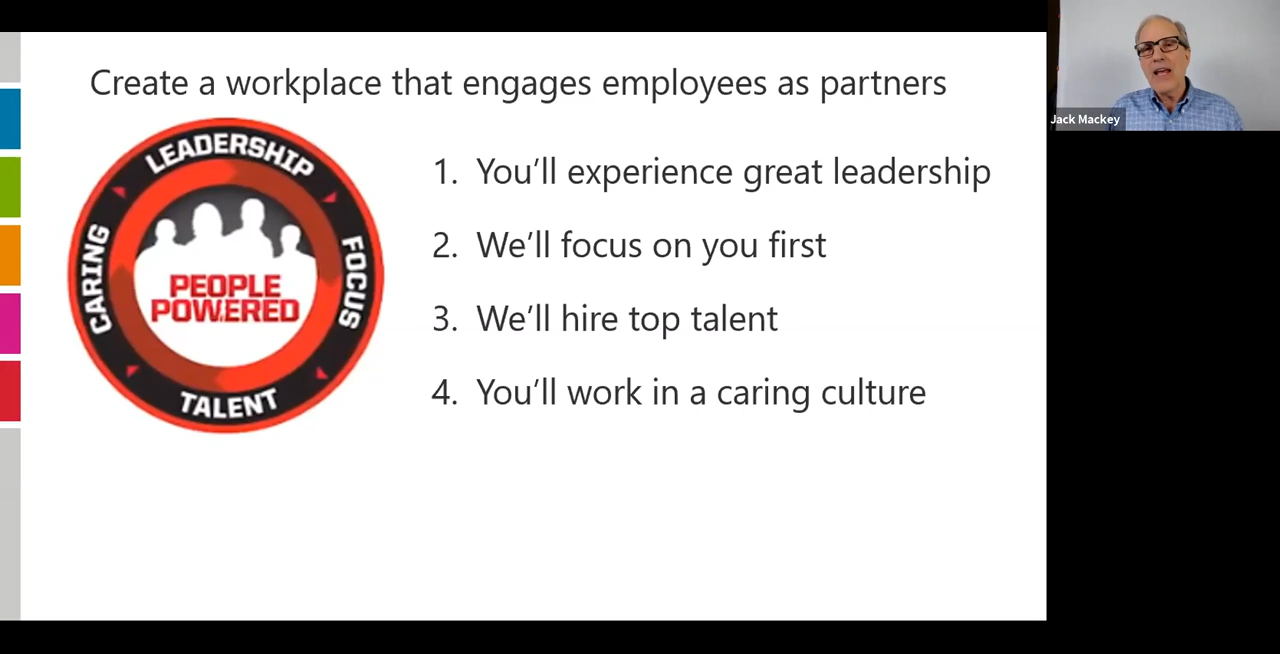 Create a workplace that engages employees as partners
LEADERSHIP
FOCUS
TALENT
CARING
PEOPLE
POWERED
1. You'll experience great leadership
2. We'll focus on you first
3. We'll hire top talent
4. You'll work in a caring culture
Jack Mackey